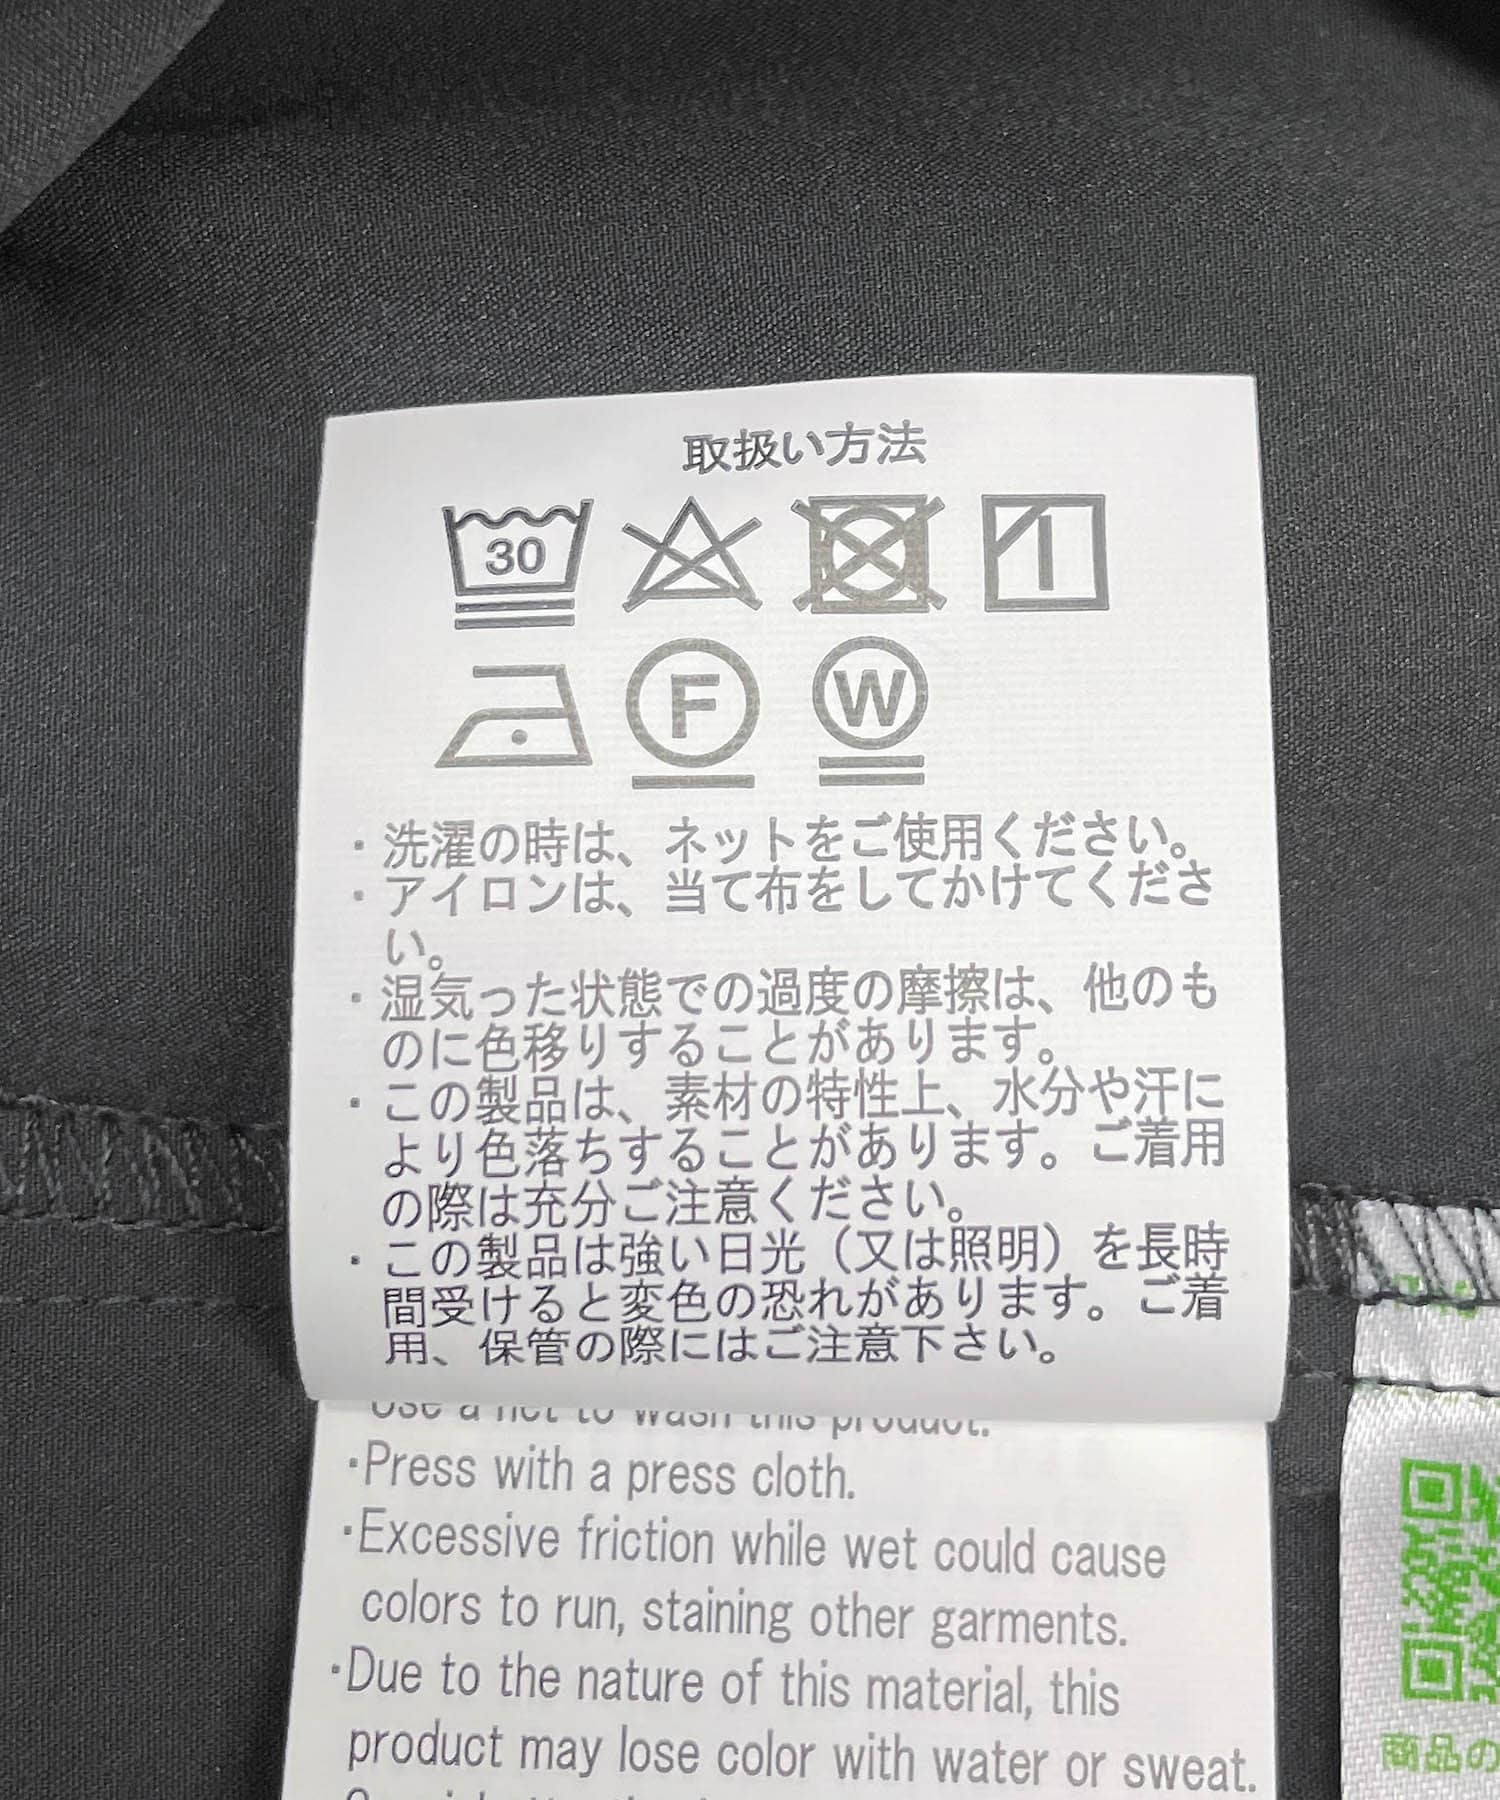 取扱い方法
30
F
W
・洗濯の時は、ネットをご使用ください。
・アイロンは、当て布をしてかけてくださ
い。
・湿気った状態での過度の摩擦は、他のも
のに色移りすることがあります。
・この製品は、素材の特性上、水分や汗に
より色落ちすることがあります。ご着用
の際は充分ご注意ください。
・この製品は強い日光（又は照明）を長時
間受けると変色の恐れがあります。ご着
用、保管の際にはご注意下さい。
Use a net to wash this product.
・Press with a press cloth.
・Excessive friction while wet could cause
colors to run, staining other garments.
・Due to the nature of this material, this
product may lose color with water or sweat.
商品の